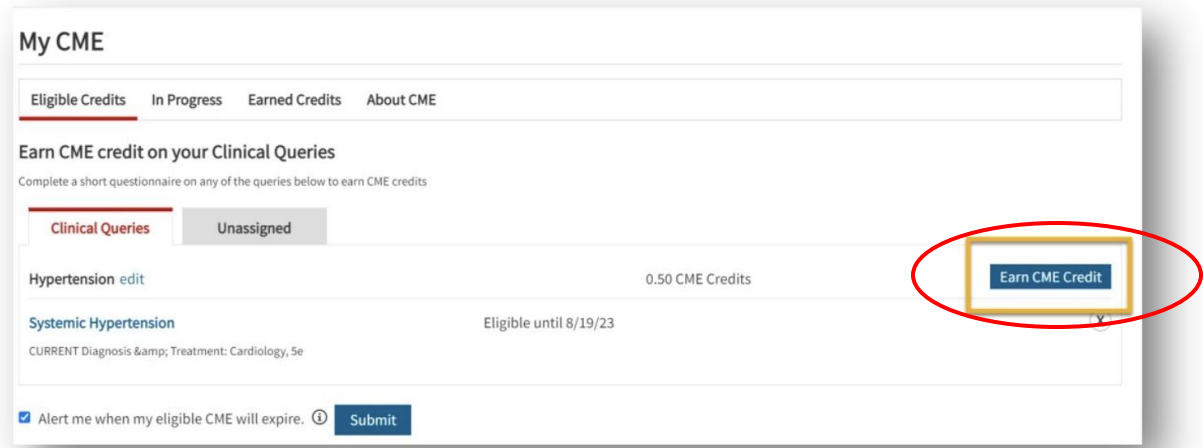 My CME
Eligible Credits In Progress Earned Credits About CME
Earn CME credit on your Clinical Queries
Complete a short questionnaire on any of the queries below to earn CME credits
Clinical Queries Unassigned
Hypertension edit 0.50 CME Credits Earn CME Credit
Systemic Hypertension Eligible until 8/19/23 X
CURRENT Diagnosis &amp; Treatment: Cardiology, 5e
Alert me when my eligible CME will expire. i Submit